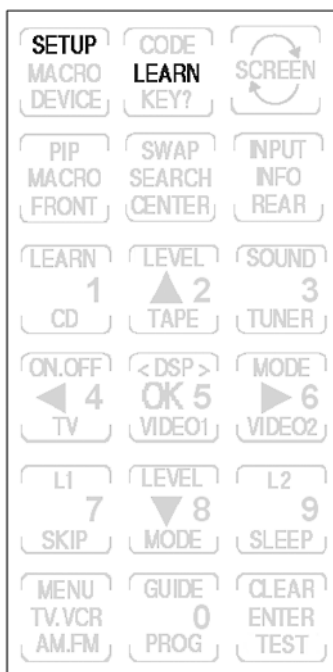 SETUP CODE SCREEN
MACRO LEARN
DEVICE KEY?
PIP SWAP INPUT
MACRO SEARCH INFO
FRONT CENTER REAR
LEARN LEVEL SOUND
1 2 3
CD TAPE TUNER
ON.OFF < DSP > MODE
4 OK 5 6
TV VIDEO1 VIDEO2
L1 LEVEL L2
7 8 9
SKIP MODE SLEEP
MENU GUIDE CLEAR
TV.VCR 0 ENTER
AM.FM PROG TEST